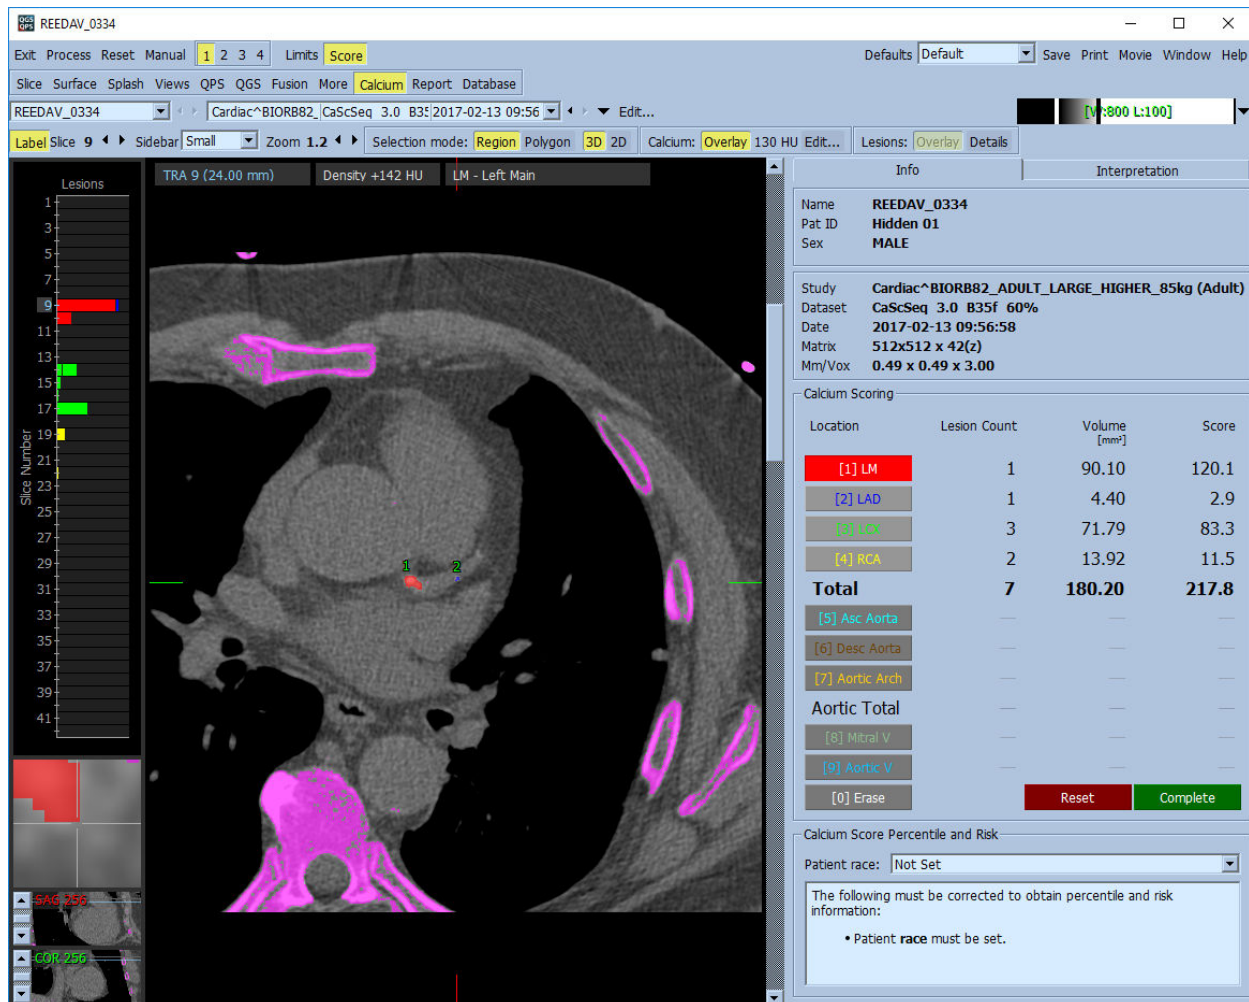 QGS
QPS REEDAV_0334
Exit Process Reset Manual 1 2 3 4 Limits Score Defaults Default Save Print Movie Window Help
Slice Surface Splash Views QPS QGS Fusion More Calcium Report Database
REEDAV_0334 Cardiac^BIORB82_ CaScSeq 3.0 B35f 2017-02-13 09:56 Edit... [W:800 L:100]
Label Slice 9 Sidebar Small Zoom 1.2 Selection mode: Region Polygon 3D 2D Calcium: Overlay 130 HU Edit... Lesions: Overlay Details
Lesions
1
3
5
7
9
11
13
15
17
19
21
23
25
27
29
31
33
35
37
39
41
Slice Number
SAG 256
COR 256
TRA 9 (24.00 mm) Density +142 HU LM - Left Main
1 2
Info Interpretation
Name REEDAV_0334
Pat ID Hidden 01
Sex MALE
Study Cardiac^BIORB82_ADULT_LARGE_HIGHER_85kg (Adult)
Dataset CaScSeq 3.0 B35f 60%
Date 2017-02-13 09:56:58
Matrix 512x512 x 42(z)
Mm/Vox 0.49 x 0.49 x 3.00
Calcium Scoring
Location Lesion Count Volume Score
[mm³]
[1] LM 1 90.10 120.1
[2] LAD 1 4.40 2.9
[3] LCX 3 71.79 83.3
[4] RCA 2 13.92 11.5
Total 7 180.20 217.8
[5] Asc Aorta — — —
[6] Desc Aorta — — —
[7] Aortic Arch — — —
Aortic Total — — —
[8] Mitral V — — —
[9] Aortic V — — —
[0] Erase Reset Complete
Calcium Score Percentile and Risk
Patient race: Not Set
The following must be corrected to obtain percentile and risk
information:
• Patient race must be set.